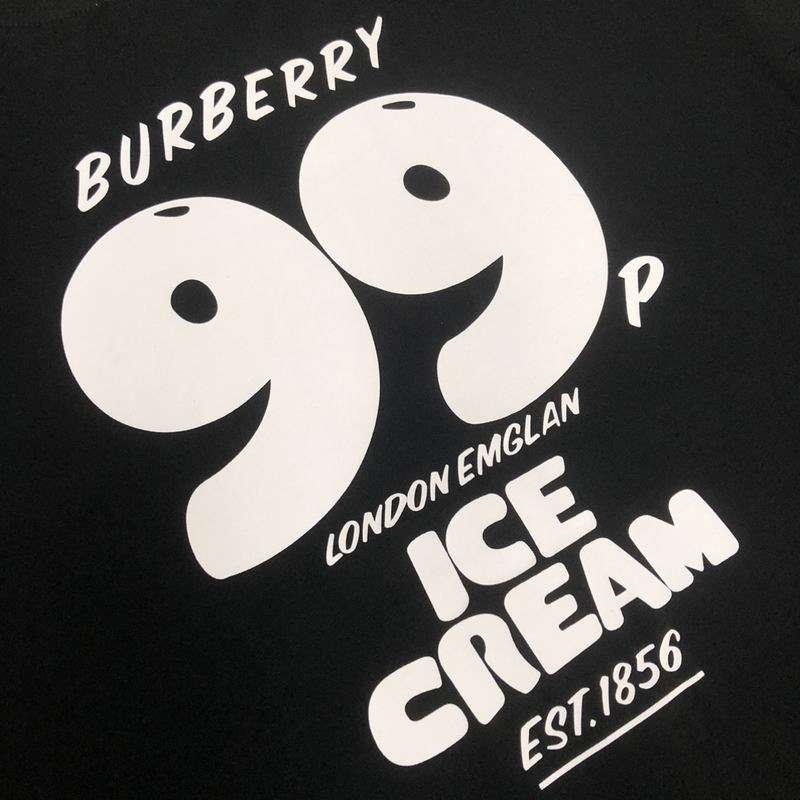 BURBERRY
99
P
LONDON EMGLAN
ICE
CREAM
EST.1856